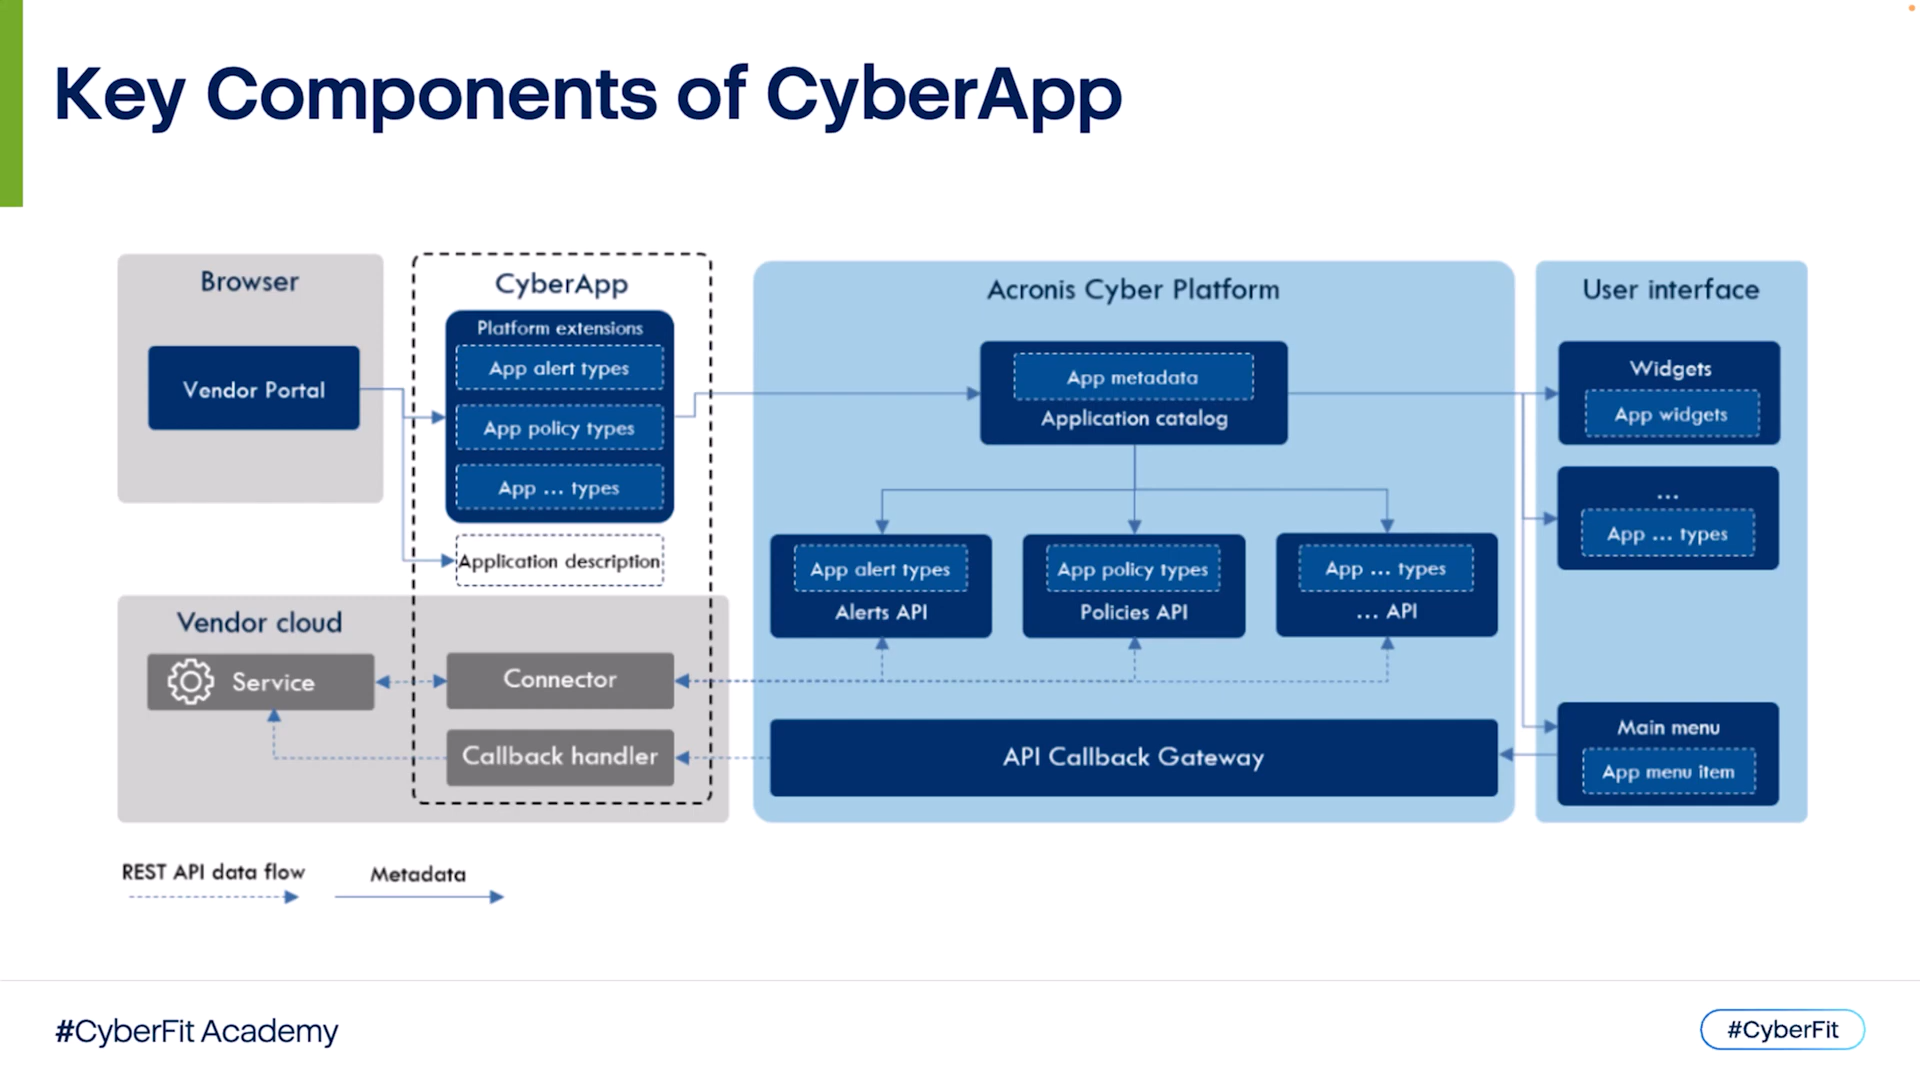 Key Components of CyberApp
Browser
Vendor Portal
CyberApp
Platform extensions
App alert types
App policy types
App ... types
Application description
Vendor cloud
Service
Connector
Callback handler
Acronis Cyber Platform
App metadata
Application catalog
App alert types
Alerts API
App policy types
Policies API
App ... types
... API
API Callback Gateway
User interface
Widgets
App widgets
...
App ... types
Main menu
App menu item
REST API data flow
Metadata
#CyberFit Academy
#CyberFit